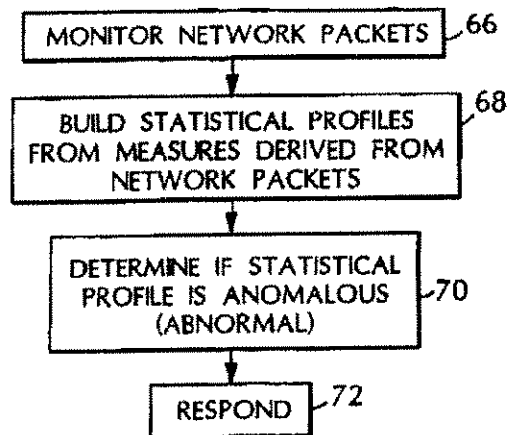 MONITOR NETWORK PACKETS 66
BUILD STATISTICAL PROFILES 68
FROM MEASURES DERIVED FROM
NETWORK PACKETS
DETERMINE IF STATISTICAL
PROFILE IS ANOMALOUS 70
(ABNORMAL)
RESPOND 72